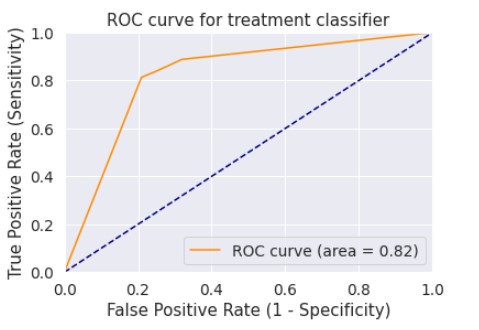 ROC curve for treatment classifier
True Positive Rate (Sensitivity)
1.0
0.8
0.6
0.4
0.2
0.0
ROC curve (area = 0.82)
0.0 0.2 0.4 0.6 0.8 1.0
False Positive Rate (1 - Specificity)